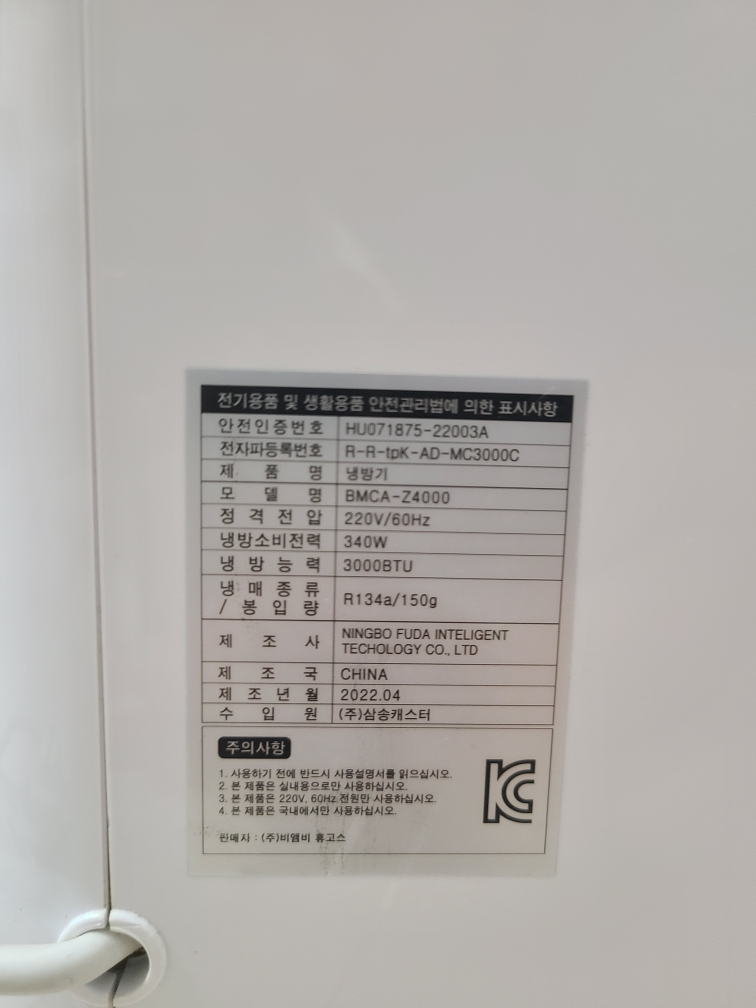 전기용품 및 생활용품 안전관리법에 의한 표시사항
안전인증번호 HU071875-22003A
전자파등록번호 R-R-tpK-AD-MC3000C
제 품 명 냉방기
모 델 명 BMCA-Z4000
정 격 전 압 220V/60Hz
냉방소비전력 340W
냉 방 능 력 3000BTU
냉 매 종 류
/ 봉 입 량 R134a/150g
제 조 사 NINGBO FUDA INTELIGENT
TECHOLOGY CO., LTD
제 조 국 CHINA
제 조 년 월 2022.04
수 입 원 (주)삼송캐스터
주의사항
1. 사용하기 전에 반드시 사용설명서를 읽으십시오.
2. 본 제품은 실내용으로만 사용하십시오.
3. 본 제품은 220V, 60Hz.전원만 사용하십시오.
4. 본 제품은 국내에서만 사용하십시오.
KC
판매자 : (주)비엠비 휴고스